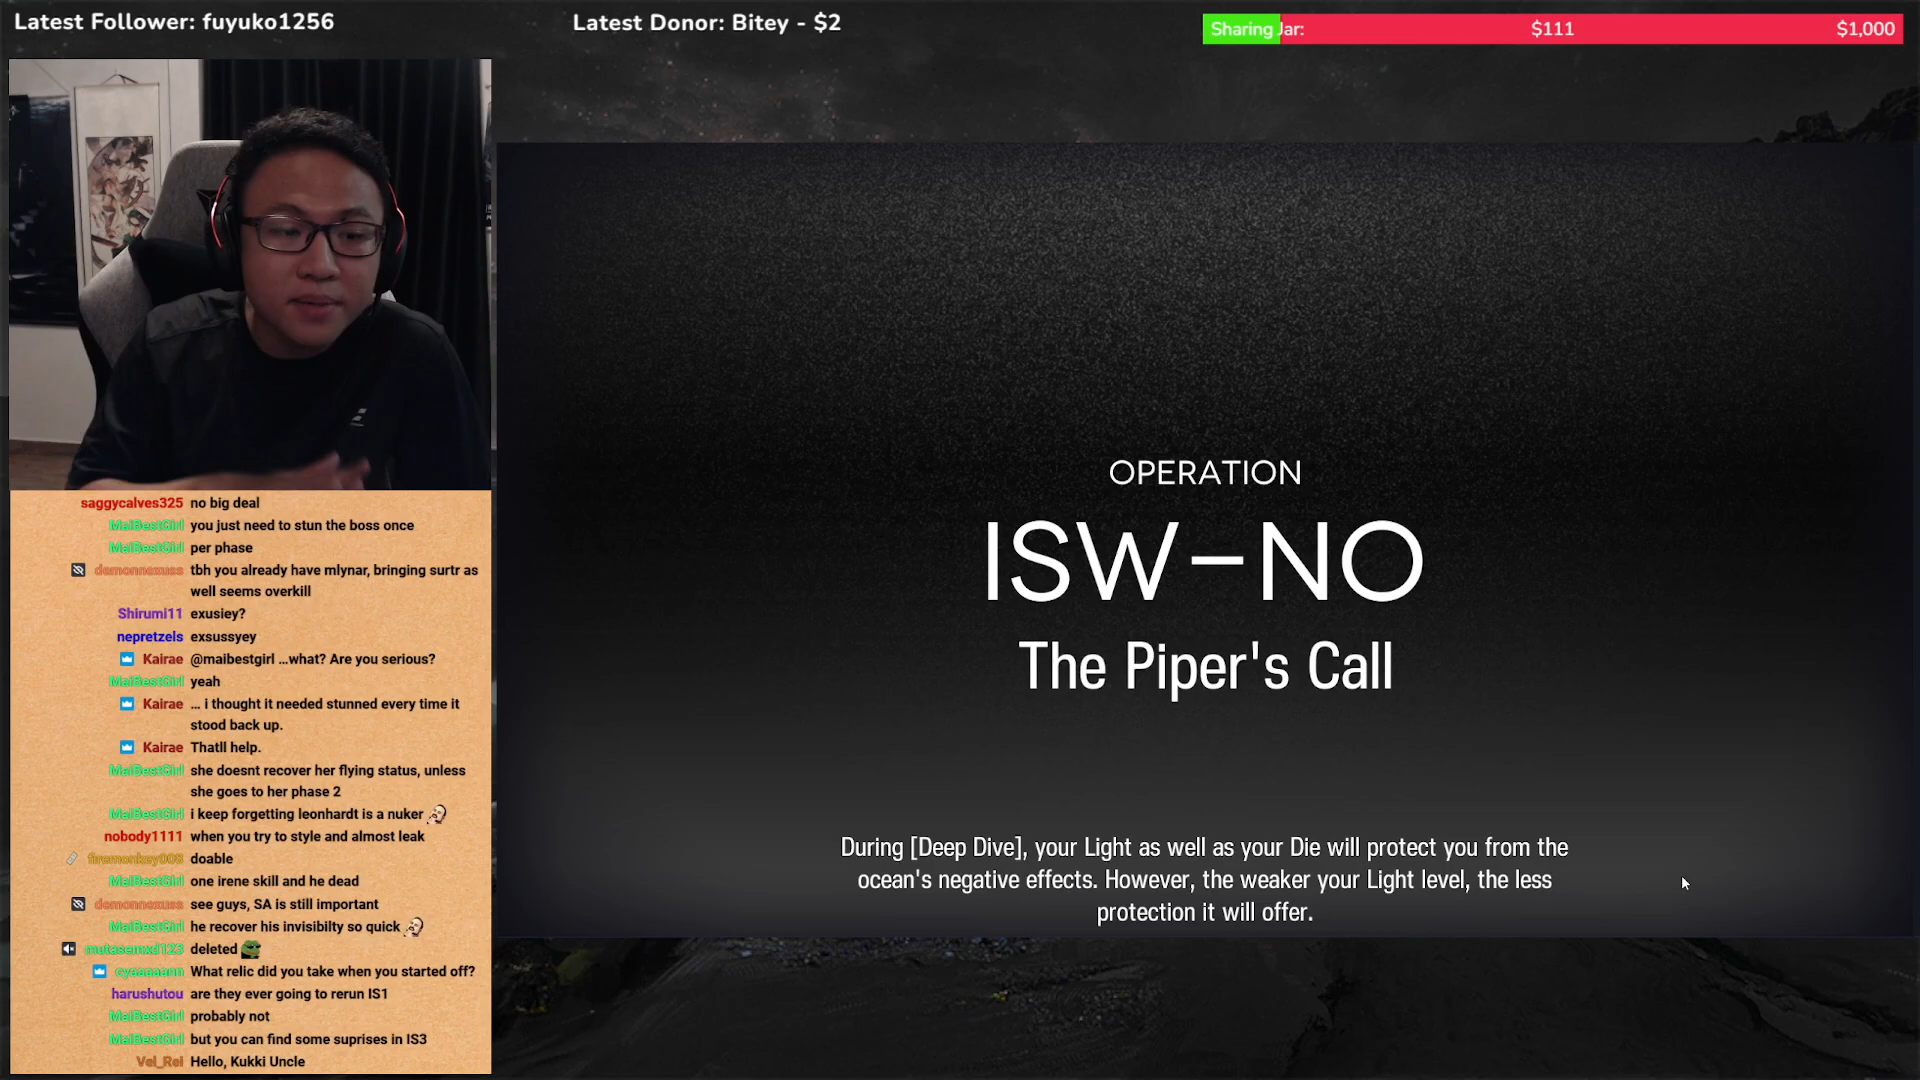 Latest Follower: fuyuko1256
Latest Donor: Bitey - $2
Sharing Jar: $111 $1,000
saggycalves325 no big deal
MaiBestGirl you just need to stun the boss once
MaiBestGirl per phase
demonnexuss tbh you already have mlynar, bringing surtr as
well seems overkill
Shirumi11 exusiey?
nepretzels exsussyey
Kairae @maibestgirl ...what? Are you serious?
MaiBestGirl yeah
Kairae ... i thought it needed stunned every time it
stood back up.
Kairae Thatll help.
MaiBestGirl she doesnt recover her flying status, unless
she goes to her phase 2
MaiBestGirl i keep forgetting leonhardt is a nuker
nobody1111 when you try to style and almost leak
firemonkey008 doable
MaiBestGirl one irene skill and he dead
demonnexuss see guys, SA is still important
MaiBestGirl he recover his invisibilty so quick
mutasemxd123 deleted
cyaaaaann What relic did you take when you started off?
harushutou are they ever going to rerun IS1
MaiBestGirl probably not
MaiBestGirl but you can find some suprises in IS3
Vel_Rei Hello, Kukki Uncle
OPERATION
ISW-NO
The Piper's Call
During [Deep Dive], your Light as well as your Die will protect you from the
ocean's negative effects. However, the weaker your Light level, the less
protection it will offer.